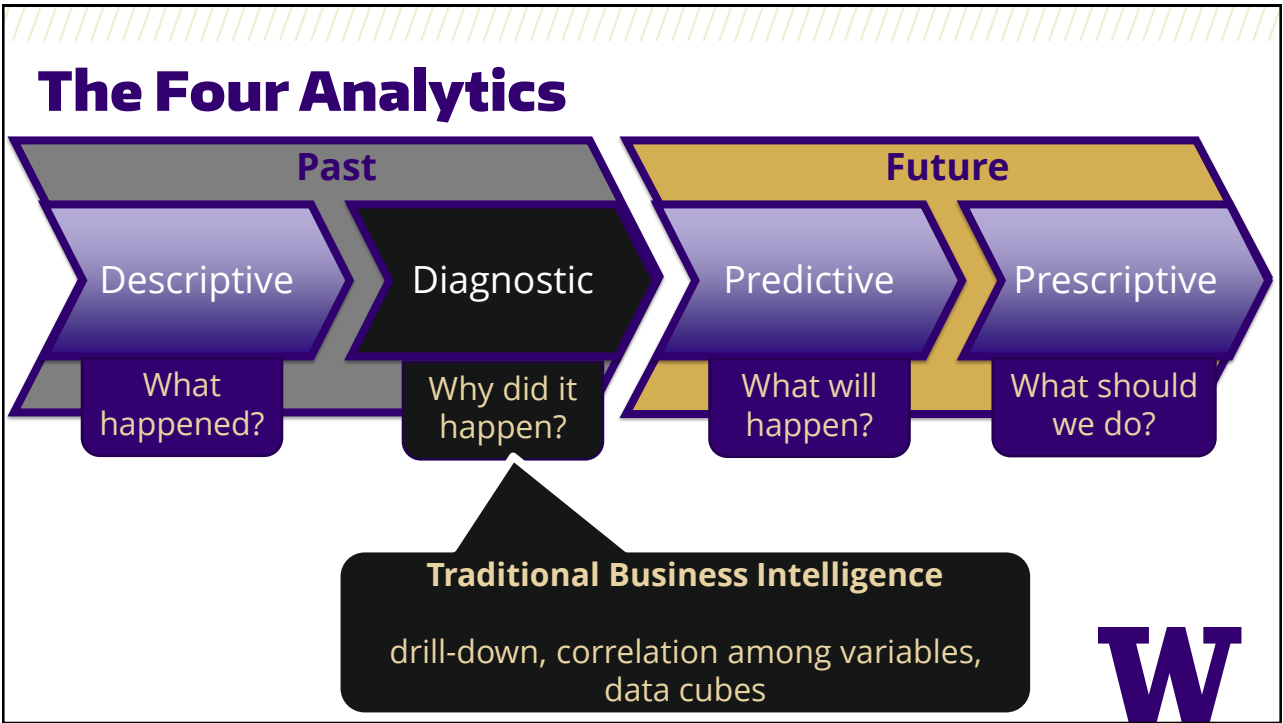 The Four Analytics
Past
Future
Descriptive
Diagnostic
Predictive
Prescriptive
What
happened?
Why did it
happen?
What will
happen?
What should
we do?
Traditional Business Intelligence
drill-down, correlation among variables,
data cubes
W